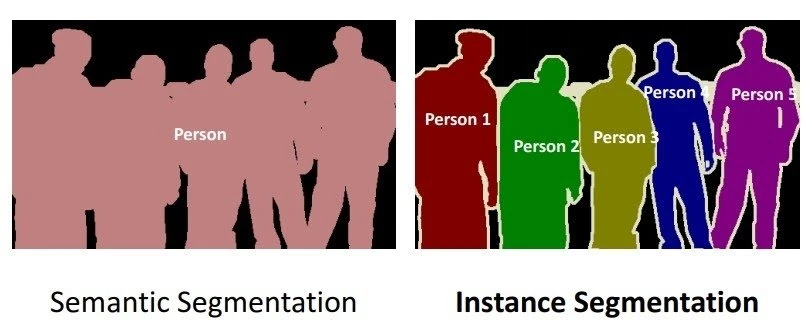 Person
Person 1
Person 2
Person 3
Person 4
Person 5
Semantic Segmentation
Instance Segmentation